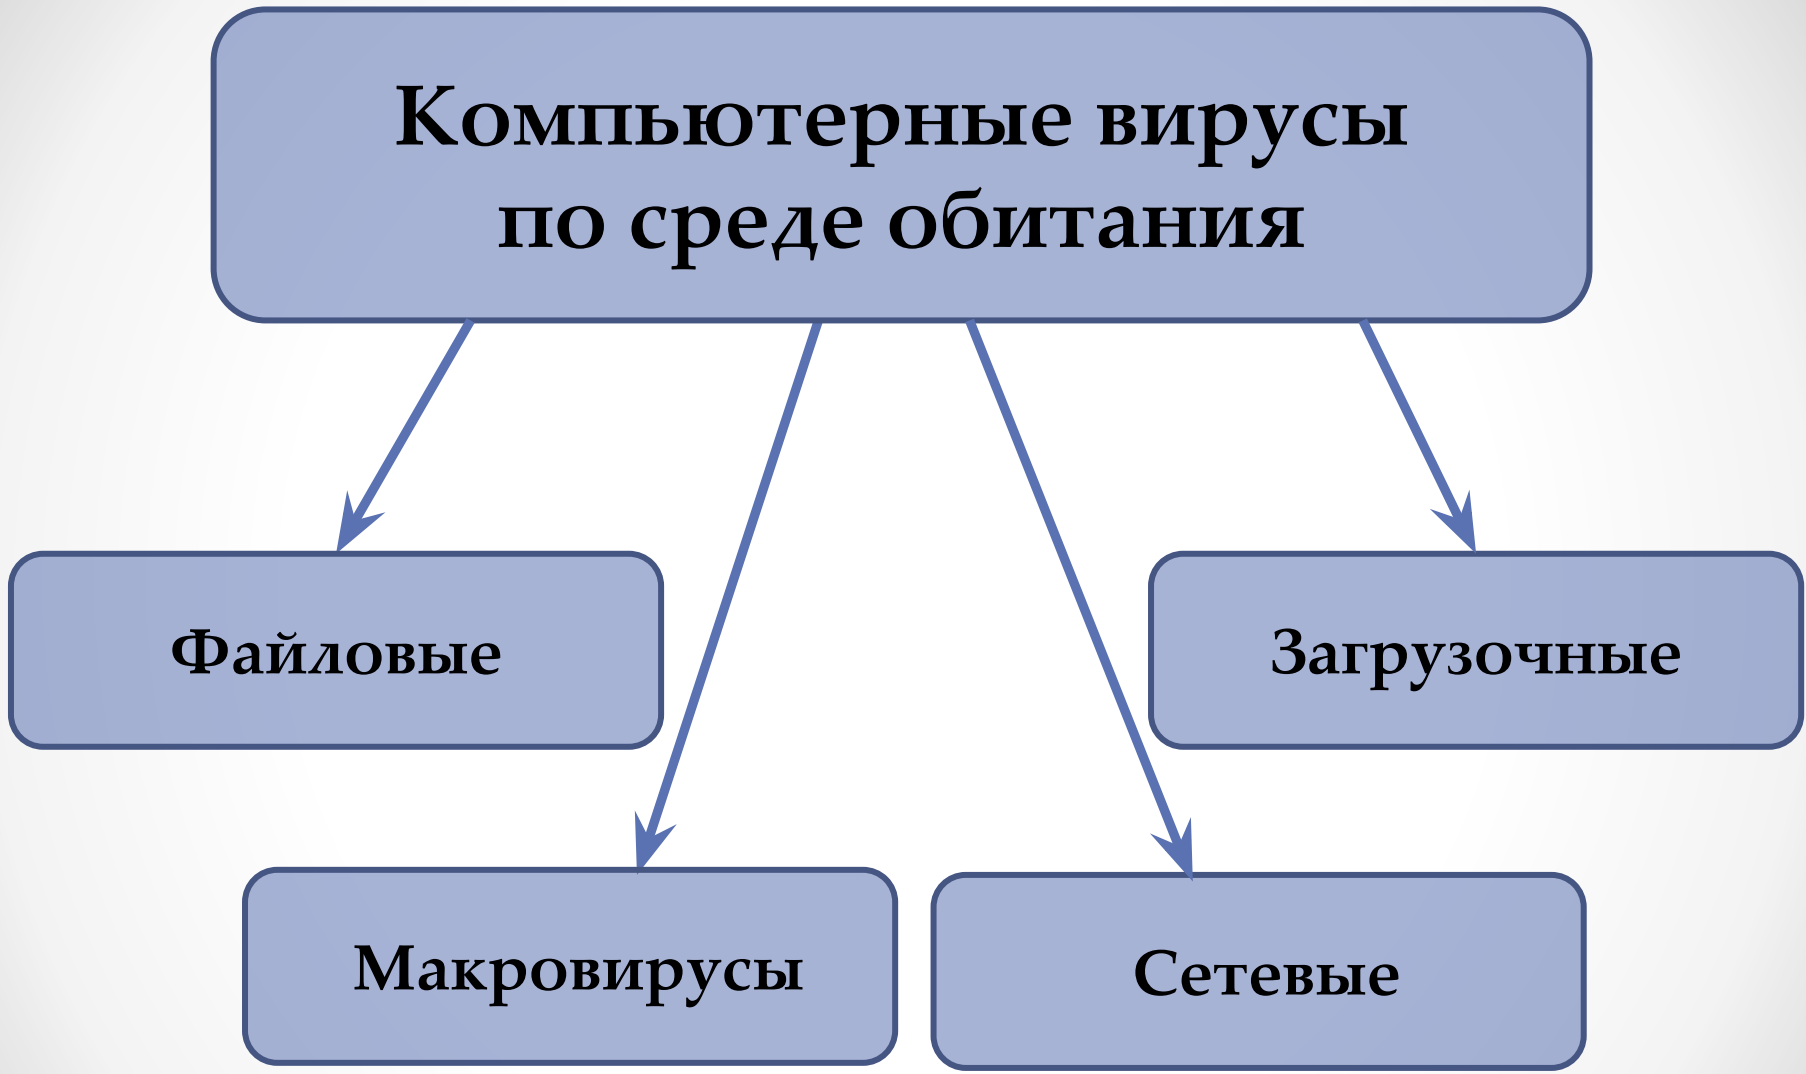 Компьютерные вирусы
по среде обитания
Файловые
Загрузочные
Макровирусы
Сетевые